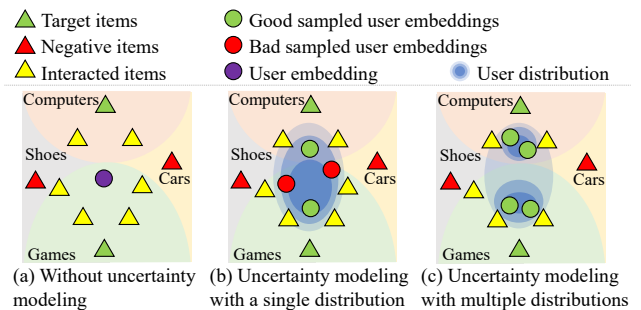 Target items
Good sampled user embeddings
Negative items
Bad sampled user embeddings
Interacted items
User embedding
User distribution
Computers
Shoes
Cars
Games
(a) Without uncertainty
modeling
Computers
Shoes
Cars
Games
(b) Uncertainty modeling
with a single distribution
Computers
Shoes
Cars
Games
(c) Uncertainty modeling
with multiple distributions